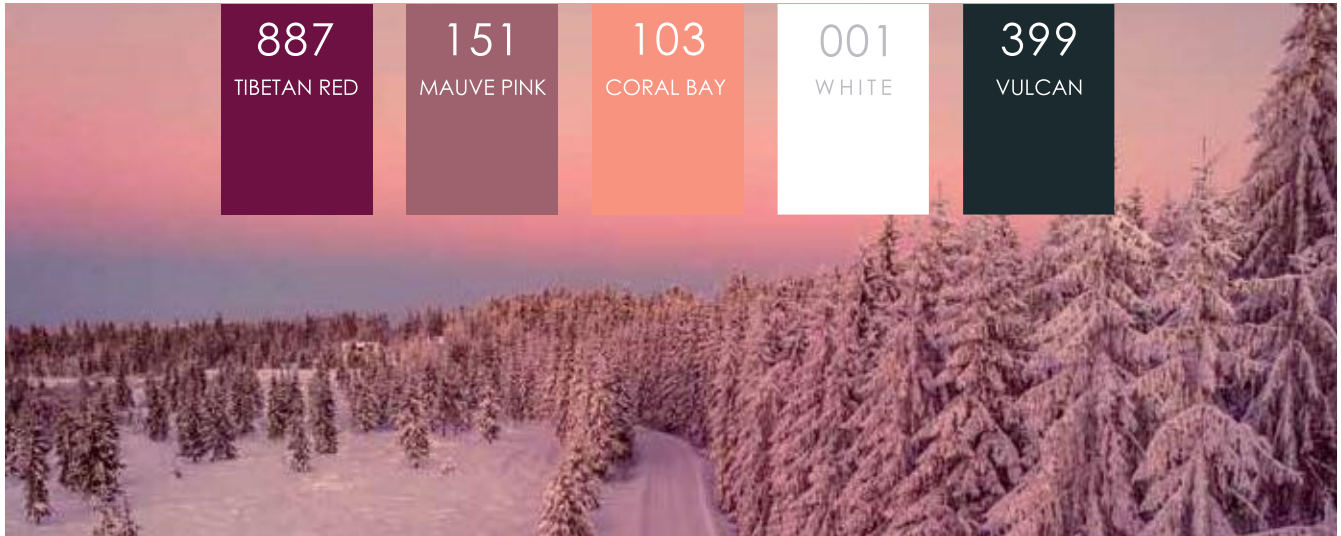 887
TIBETAN RED
151
MAUVE PINK
103
CORAL BAY
001
WHITE
399
VULCAN